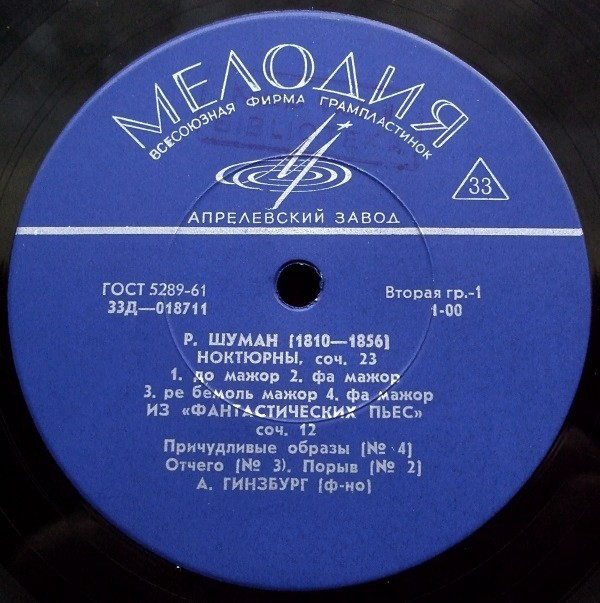 МЕЛОДИЯ
ВСЕСОЮЗНАЯ ФИРМА ГРАМПЛАСТИНОК
33
АПРЕЛЕВСКИЙ ЗАВОД
ГОСТ 5289-61
Вторая гр.-1
33Д—018711
1-00
Р. ШУМАН (1810—1856)
НОКТЮРНЫ, соч. 23
1. до мажор 2. фа мажор
3. ре бемоль мажор 4. фа мажор
ИЗ «ФАНТАСТИЧЕСКИХ ПЬЕС»
соч. 12
Причудливые образы (№ 4)
Отчего (№ 3). Порыв (№ 2)
А. ГИНЗБУРГ (ф-но)